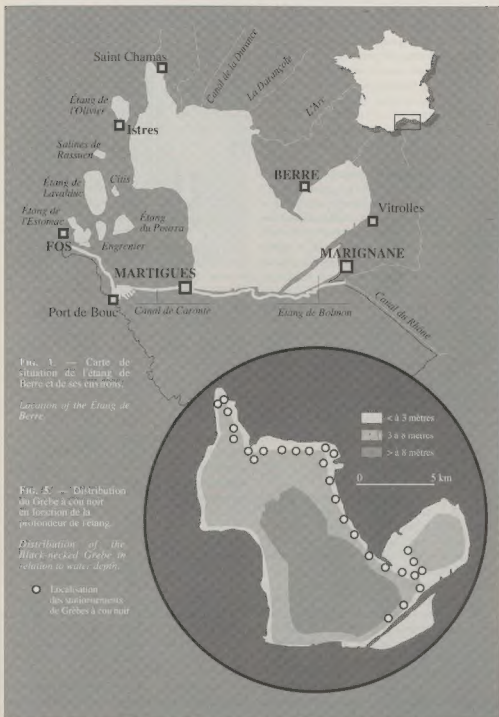 Saint Chamas
Canal de la Durance
La Durançole
L'Arc
Étang de
l'Olivier
Istres
Salines de
Rassuen
Citis
Étang de
Lavalduc
Étang de
l'Estomac
FOS
Engrenier
Étang
du Pourra
BERRE
Vitrolles
MARIGNANE
MARTIGUES
Port de Bouc
Canal de Caronte
Étang de Bolmon
Canal du Rhône
FIG. 1. — Carte de
situation de l'étang de
Berre et de ses environs.
of the Étang de
Berre.
< à 3 mètres
3 à 8 mètres
> à 8 mètres
0 5 km
FIG. 5. — Distribution
du Grèbe à cou noir
en fonction de la
profondeur de l'étang.
Distribution of the
Black-necked Grebe in
relation to water depth.
Localisation
des stationnements
de Grèbes à cou noir